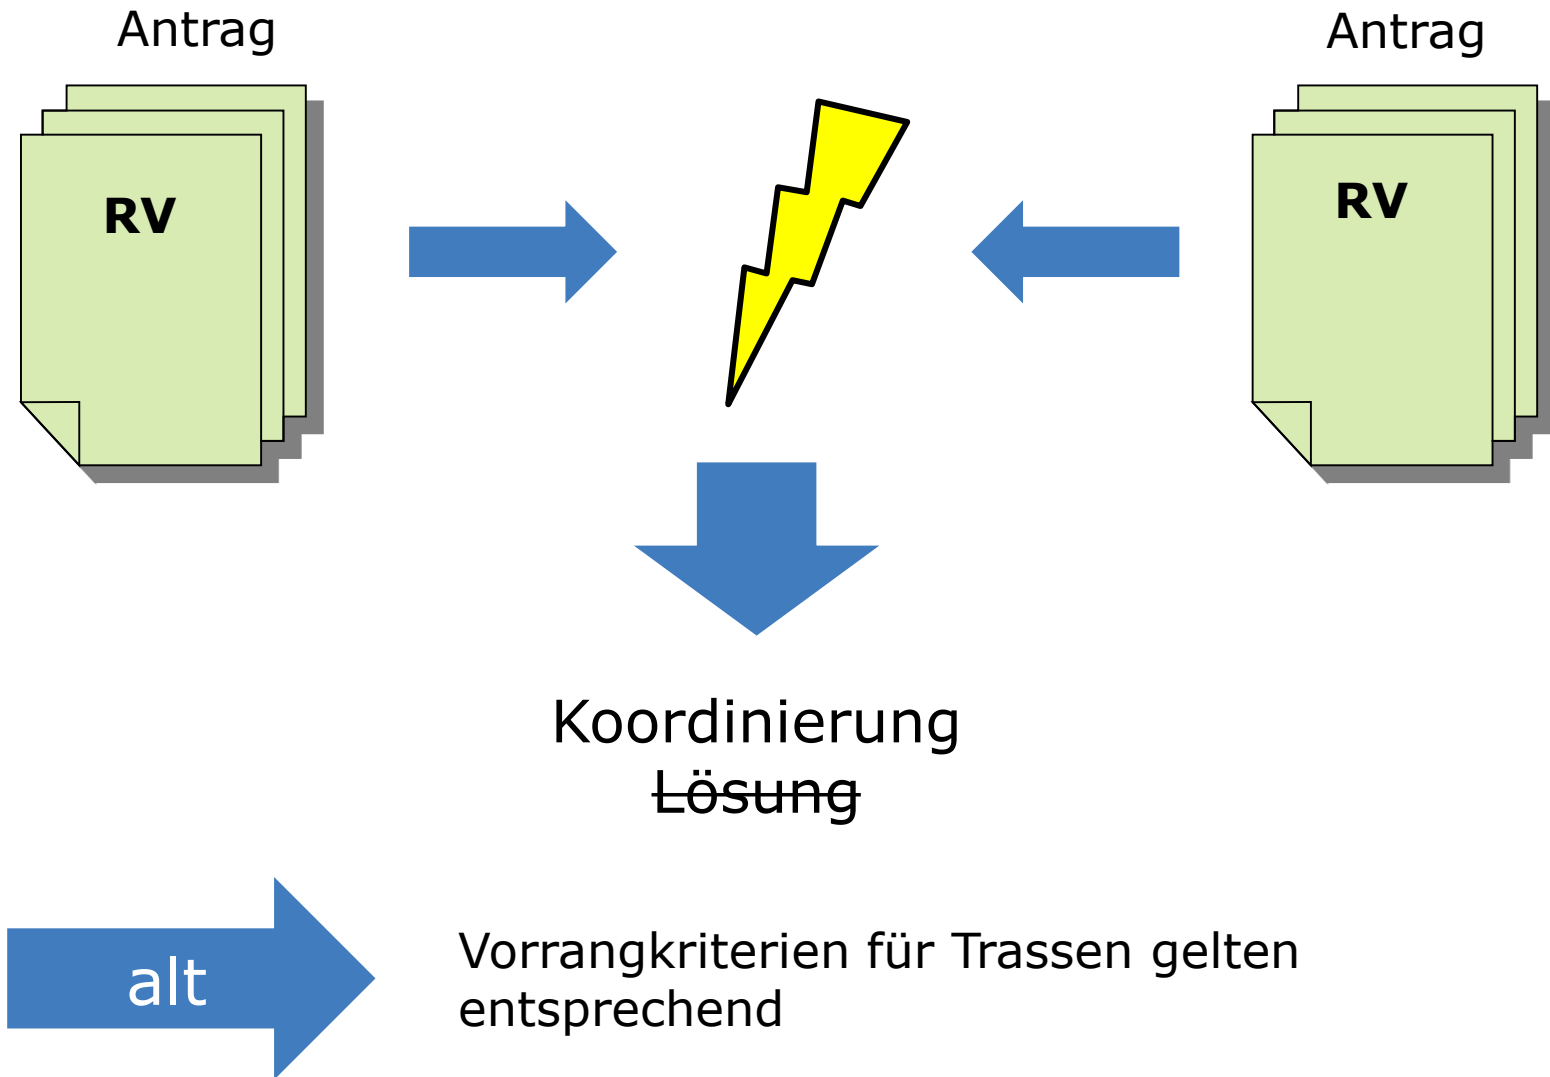 Antrag
Antrag
RV
RV
Koordinierung
Lösung
alt
Vorrangkriterien für Trassen gelten
entsprechend